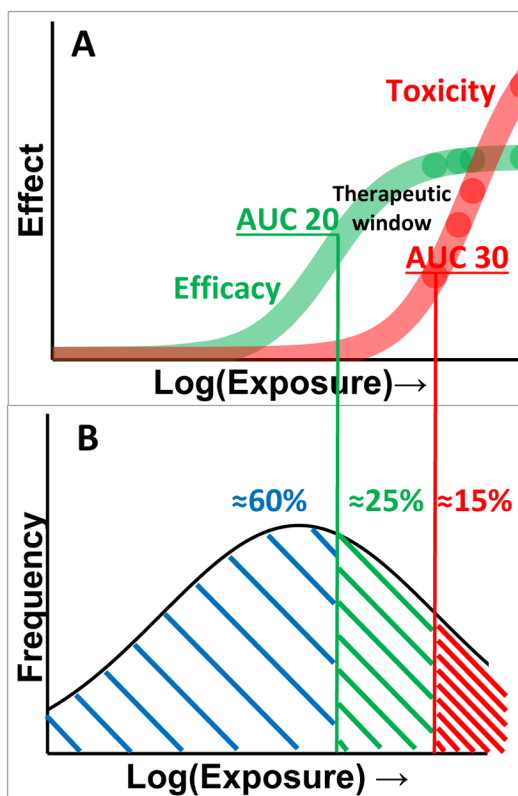 A
Toxicity
Therapeutic
window
AUC 20
AUC 30
Efficacy
Effect
Log(Exposure)→
B
≈60%
≈25%
≈15%
Frequency
Log(Exposure) →